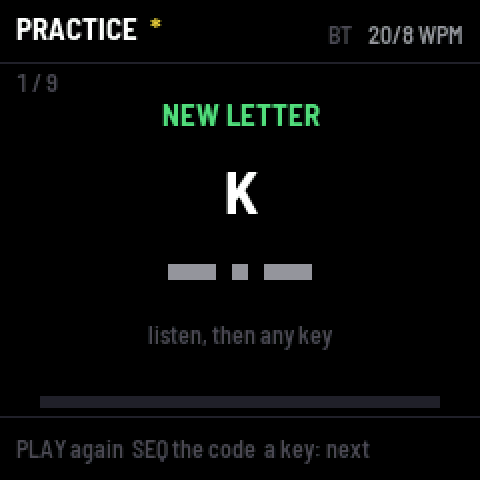 PRACTICE *
BT 20/8 WPM
1/9
NEW LETTER
K
listen, then any key
PLAY again SEQ the code a key: next